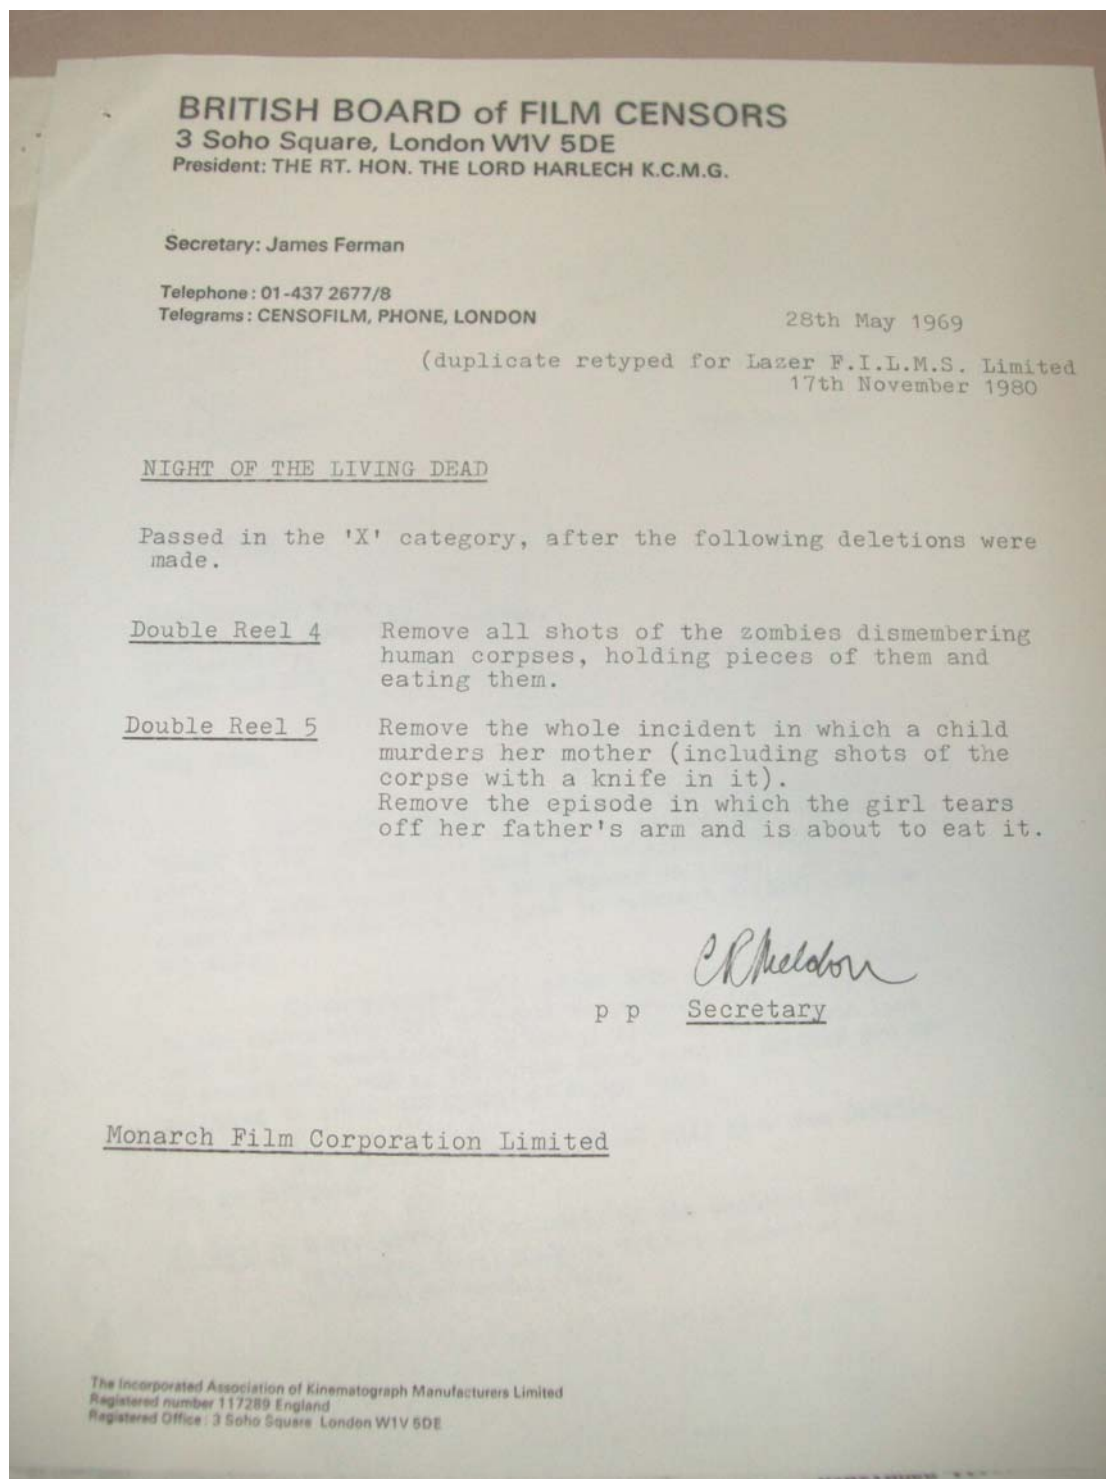 BRITISH BOARD of FILM CENSORS
3 Soho Square, London W1V 5DE
President: THE RT. HON. THE LORD HARLECH K.C.M.G.
Secretary: James Ferman
Telephone: 01-437 2677/8
Telegrams: CENSOFILM, PHONE, LONDON
28th May 1969
(duplicate retyped for Lazer F.I.L.M.S. Limited
17th November 1980
NIGHT OF THE LIVING DEAD
Passed in the 'X' category, after the following deletions were
made.
Double Reel 4 Remove all shots of the zombies dismembering
human corpses, holding pieces of them and
eating them.
Double Reel 5 Remove the whole incident in which a child
murders her mother (including shots of the
corpse with a knife in it).
Remove the episode in which the girl tears
off her father's arm and is about to eat it.
p p Secretary
Monarch Film Corporation Limited
The Incorporated Association of Kinematograph Manufacturers Limited
Registered number 117289 England
Registered Office: 3 Soho Square London W1V 5DE